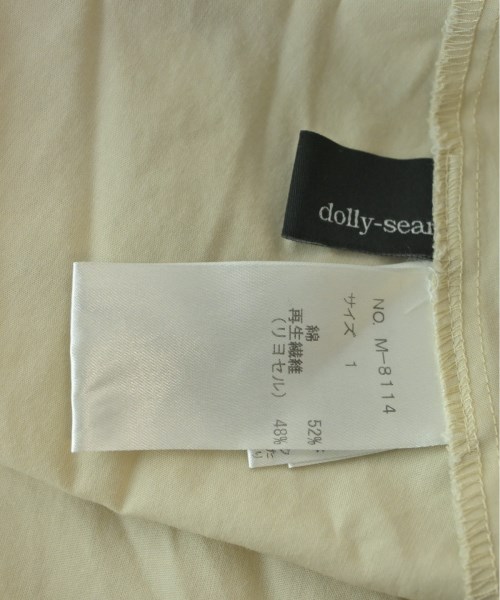 dolly-sean
NO. M-8114
サイズ 1
綿 52%
再生繊維
(リヨセル) 48%